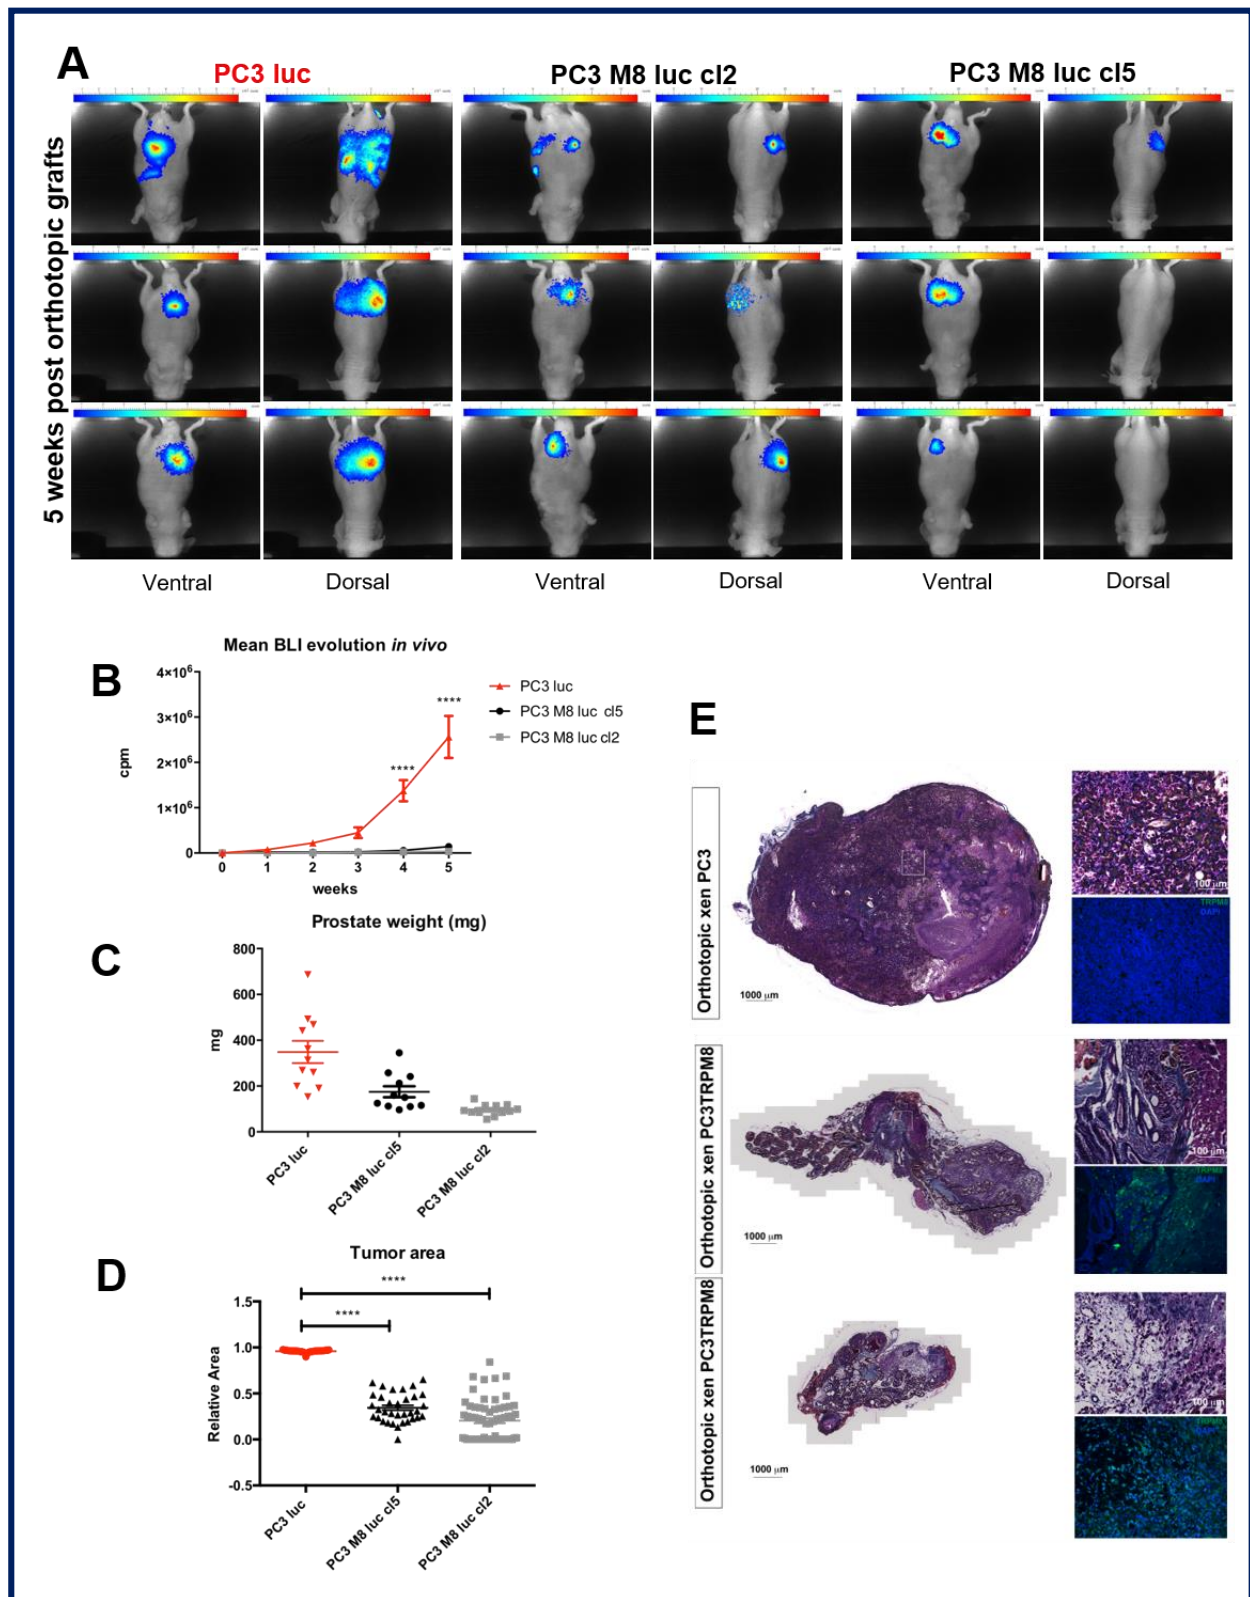 A
PC3 luc
PC3 M8 luc cl2
PC3 M8 luc cl5
5 weeks post orthotopic grafts
Ventral
Dorsal
Ventral
Dorsal
Ventral
Dorsal
B
Mean BLI evolution in vivo
4×10⁶
3×10⁶
2×10⁶
1×10⁶
0
cpm
****
****
0 1 2 3 4 5
weeks
PC3 luc
PC3 M8 luc cl5
PC3 M8 luc cl2
C
Prostate weight (mg)
800
600
400
200
0
mg
PC3 luc
PC3 M8 luc cl5
PC3 M8 luc cl2
D
Tumor area
****
****
1.5
1.0
0.5
0.0
-0.5
Relative Area
PC3 luc
PC3 M8 luc cl5
PC3 M8 luc cl2
E
Orthotopic xen PC3
1000 µm
100 µm
TRPM8
DAPI
Orthotopic xen PC3TRPM8
1000 µm
100 µm
TRPM8
DAPI
Orthotopic xen PC3TRPM8
1000 µm
100 µm
TRPM8
DAPI